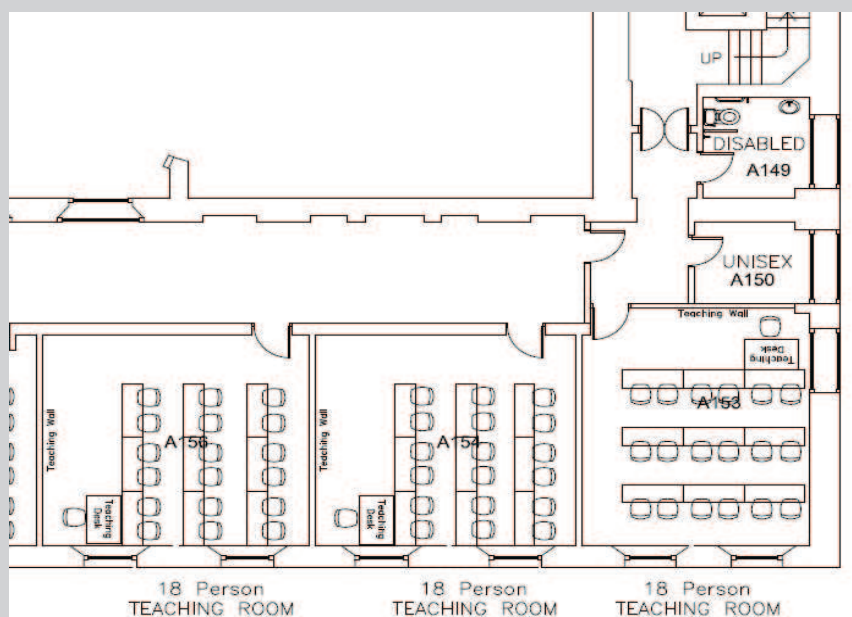 UP
DISABLED
A149
UNISEX
A150
Teaching Wall
Teaching
Desk
A153
Teaching Wall
A156
Teaching
Desk
Teaching Wall
A154
Teaching
Desk
18 Person
TEACHING ROOM
18 Person
TEACHING ROOM
18 Person
TEACHING ROOM